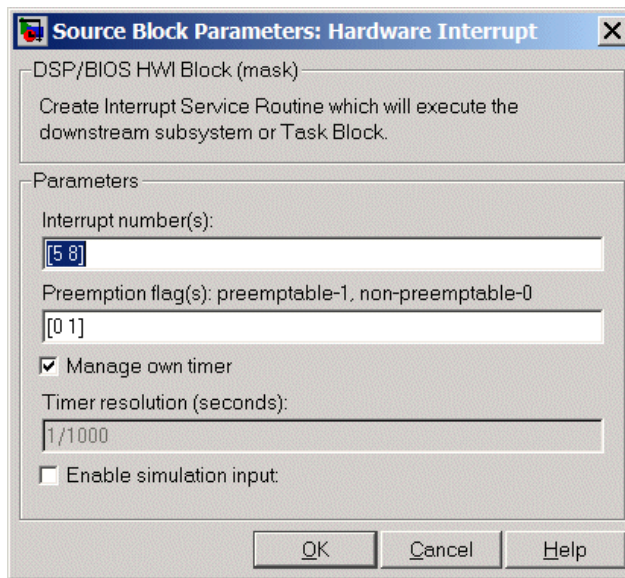 Source Block Parameters: Hardware Interrupt
DSP/BIOS HWI Block (mask)
Create Interrupt Service Routine which will execute the
downstream subsystem or Task Block.
Parameters
Interrupt number(s):
[5 8]
Preemption flag(s): preemptable-1, non-preemptable-0
[0 1]
Manage own timer
Timer resolution (seconds):
1/1000
Enable simulation input:
OK Cancel Help